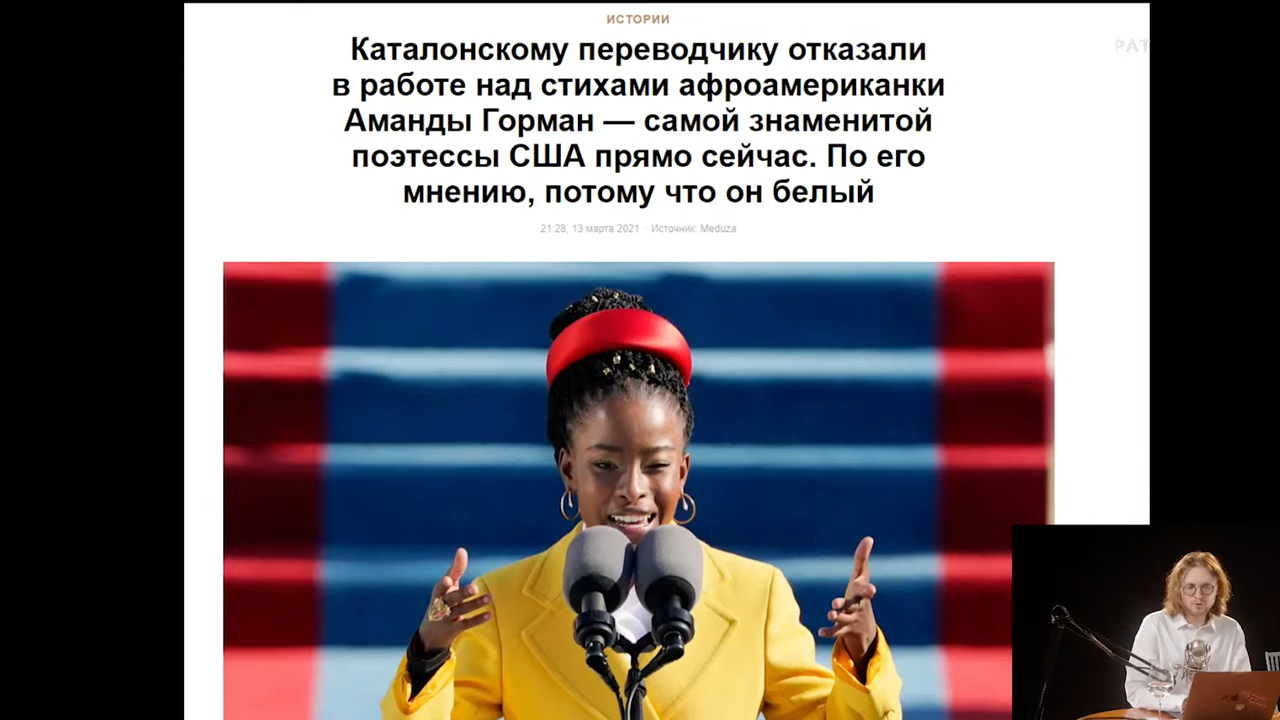 ИСТОРИИ
Каталонскому переводчику отказали
в работе над стихами афроамериканки
Аманды Горман — самой знаменитой
поэтессы США прямо сейчас. По его
мнению, потому что он белый
21:28, 13 марта 2021 · Источник: Meduza
РАТ